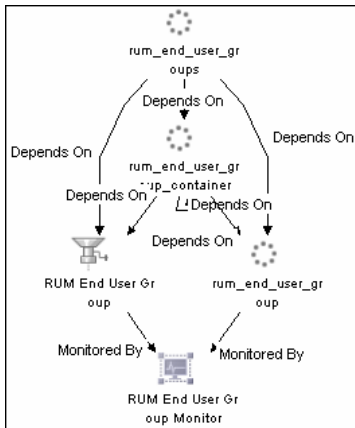 rum_end_user_gr
oups
Depends On
Depends On
Depends On
rum_end_user_gr
oup_container
Depends On
Depends On
Depends On
RUM End User Gr
oup
rum_end_user_gr
oup
Monitored By
Monitored By
RUM End User Gr
oup Monitor